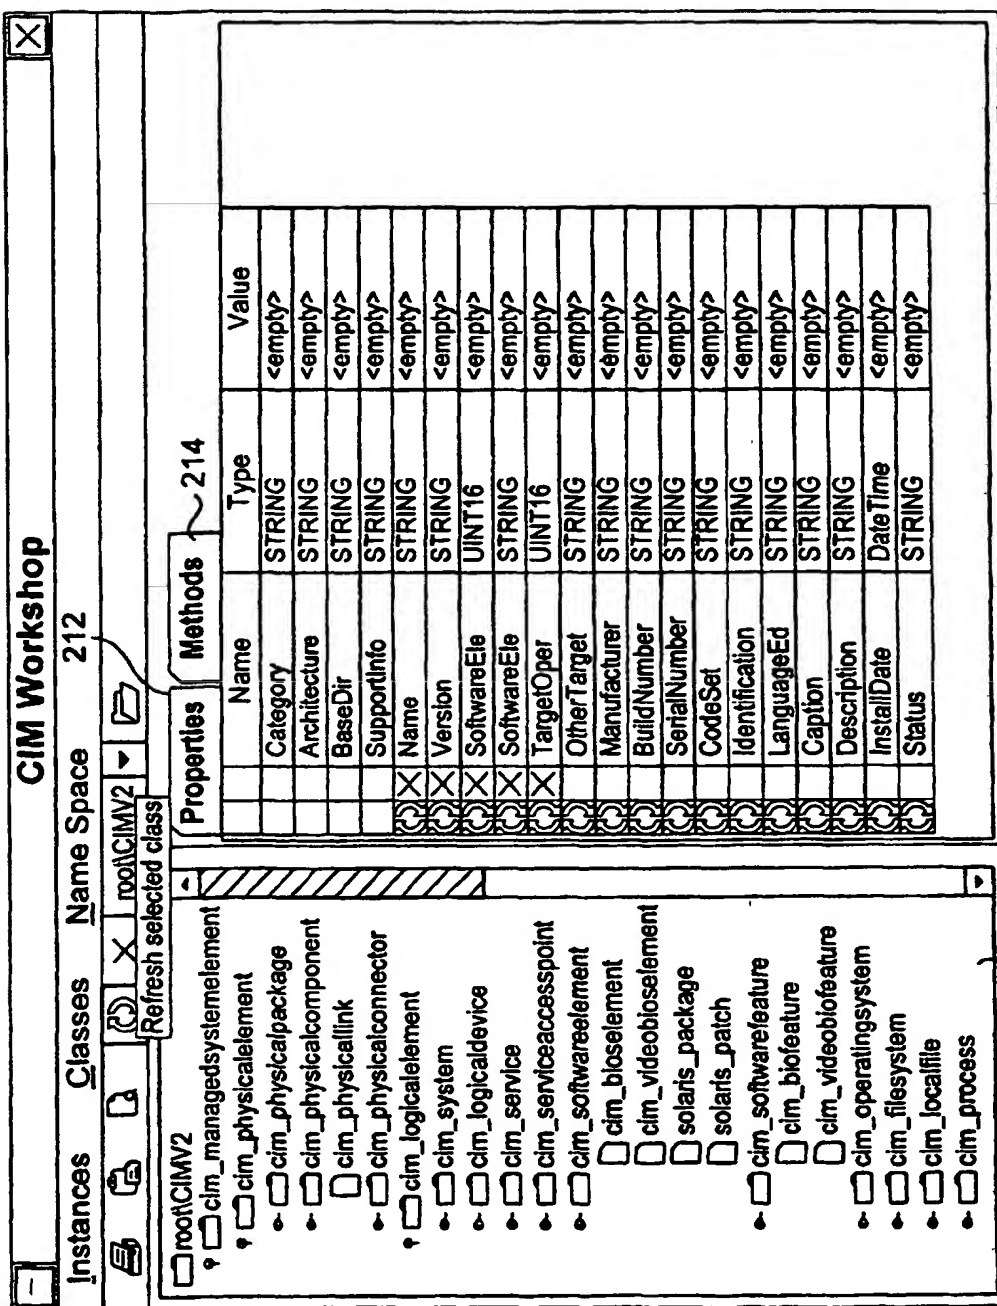 CIM Workshop
Instances Classes Name Space 212
root\CIMV2
Refresh selected class
root\CIMV2
cim_managedsystemelement
cim_physicalelement
cim_physicalpackage
cim_physicalcomponent
cim_physicallink
cim_physicalconnector
cim_logicalelement
cim_system
cim_logicaldevice
cim_service
cim_serviceaccesspoint
cim_softwareelement
cim_bioselement
cim_videobioselement
solaris_package
solaris_patch
cim_softwarefeature
cim_biofeature
cim_videobiofeature
cim_operatingsystem
cim_filesystem
cim_localfile
cim_process
Properties Methods 214
Name Type Value
Category STRING <empty>
Architecture STRING <empty>
BaseDir STRING <empty>
SupportInfo STRING <empty>
Name STRING <empty>
Version STRING <empty>
SoftwareEle UINT16 <empty>
SoftwareEle STRING <empty>
TargetOper UINT16 <empty>
OtherTarget STRING <empty>
Manufacturer STRING <empty>
BuildNumber STRING <empty>
SerialNumber STRING <empty>
CodeSet STRING <empty>
Identification STRING <empty>
LanguageEd STRING <empty>
Caption STRING <empty>
Description STRING <empty>
InstallDate DateTime <empty>
Status STRING <empty>